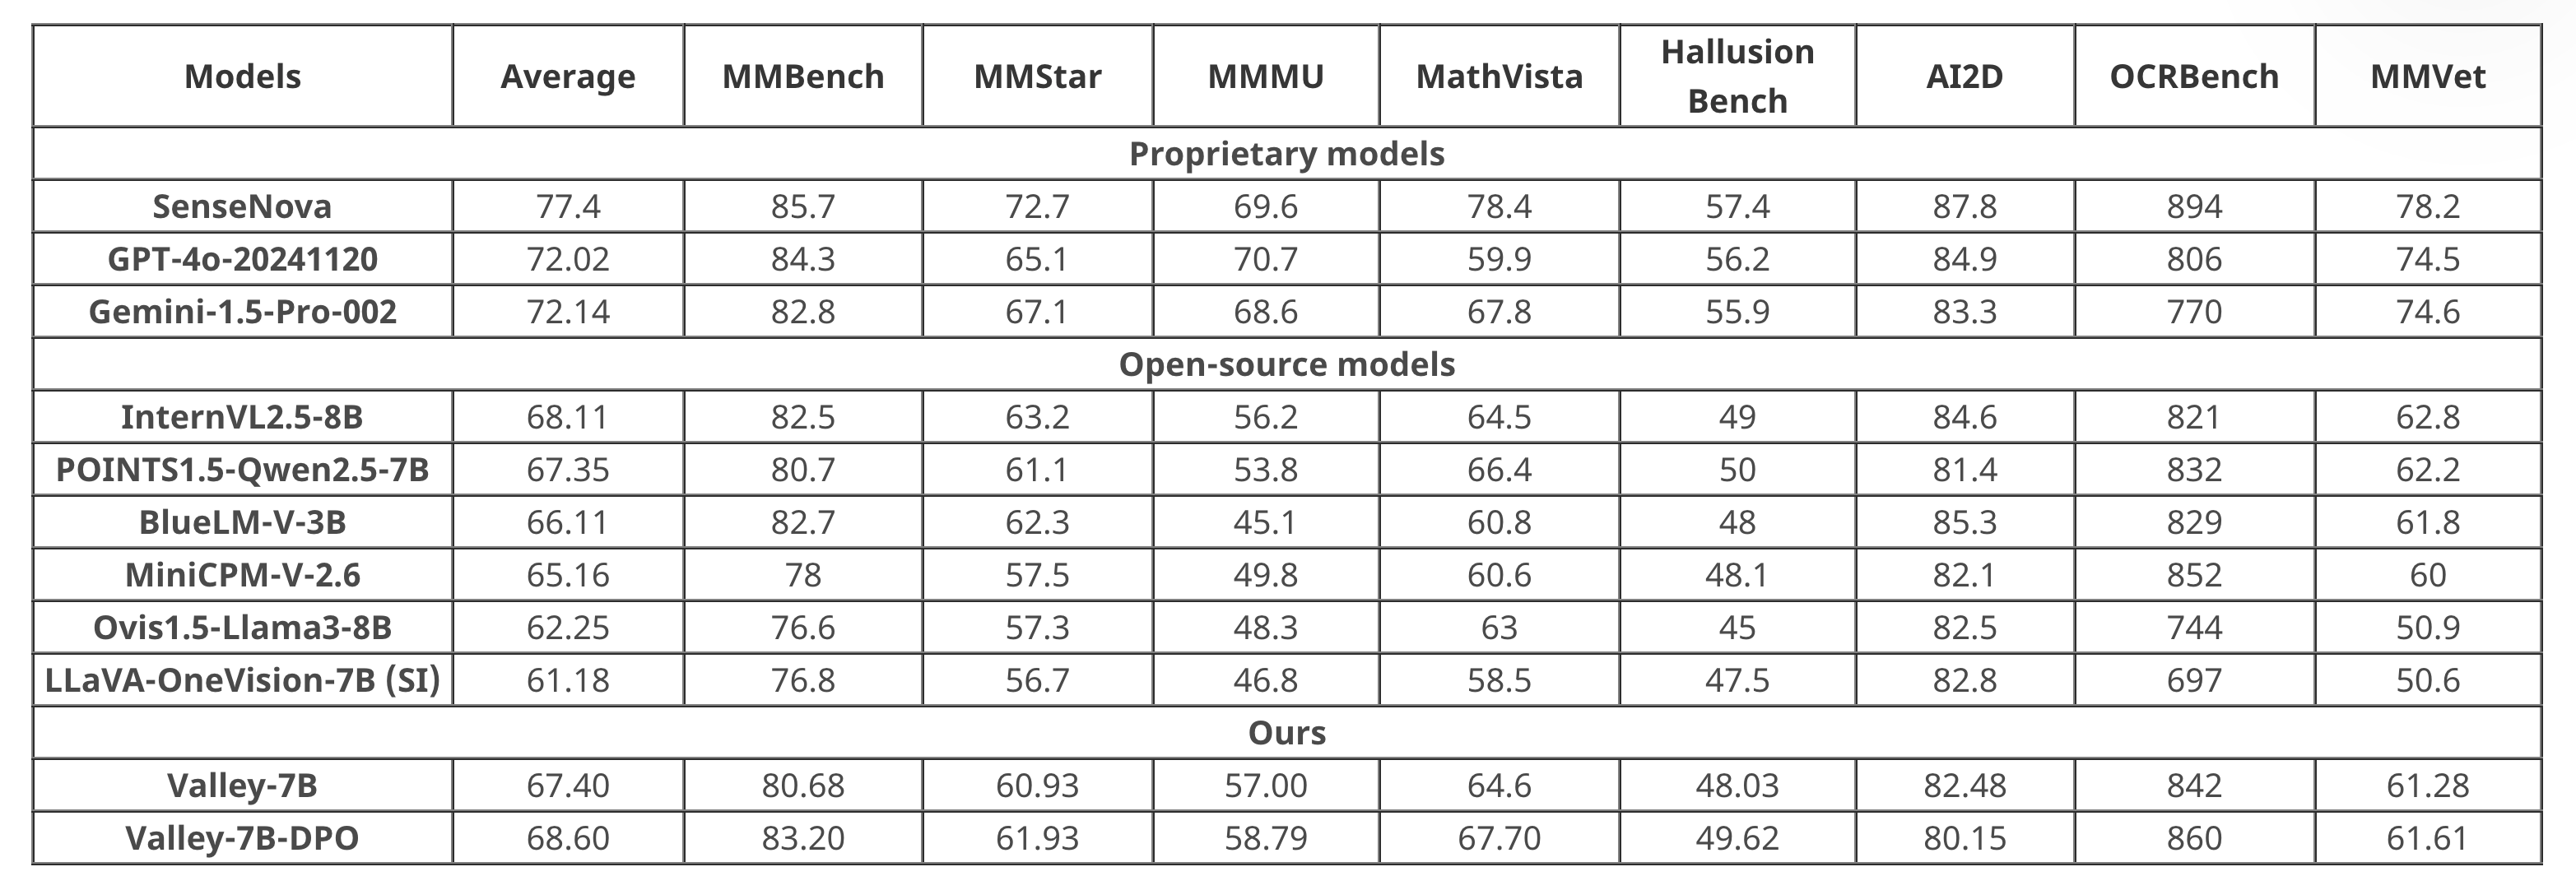 Models Average MMBench MMStar MMMU MathVista Hallusion Bench AI2D OCRBench MMVet
Proprietary models
SenseNova 77.4 85.7 72.7 69.6 78.4 57.4 87.8 894 78.2
GPT-4o-20241120 72.02 84.3 65.1 70.7 59.9 56.2 84.9 806 74.5
Gemini-1.5-Pro-002 72.14 82.8 67.1 68.6 67.8 55.9 83.3 770 74.6
Open-source models
InternVL2.5-8B 68.11 82.5 63.2 56.2 64.5 49 84.6 821 62.8
POINTS1.5-Qwen2.5-7B 67.35 80.7 61.1 53.8 66.4 50 81.4 832 62.2
BlueLM-V-3B 66.11 82.7 62.3 45.1 60.8 48 85.3 829 61.8
MiniCPM-V-2.6 65.16 78 57.5 49.8 60.6 48.1 82.1 852 60
Ovis1.5-Llama3-8B 62.25 76.6 57.3 48.3 63 45 82.5 744 50.9
LLaVA-OneVision-7B (SI) 61.18 76.8 56.7 46.8 58.5 47.5 82.8 697 50.6
Ours
Valley-7B 67.40 80.68 60.93 57.00 64.6 48.03 82.48 842 61.28
Valley-7B-DPO 68.60 83.20 61.93 58.79 67.70 49.62 80.15 860 61.61